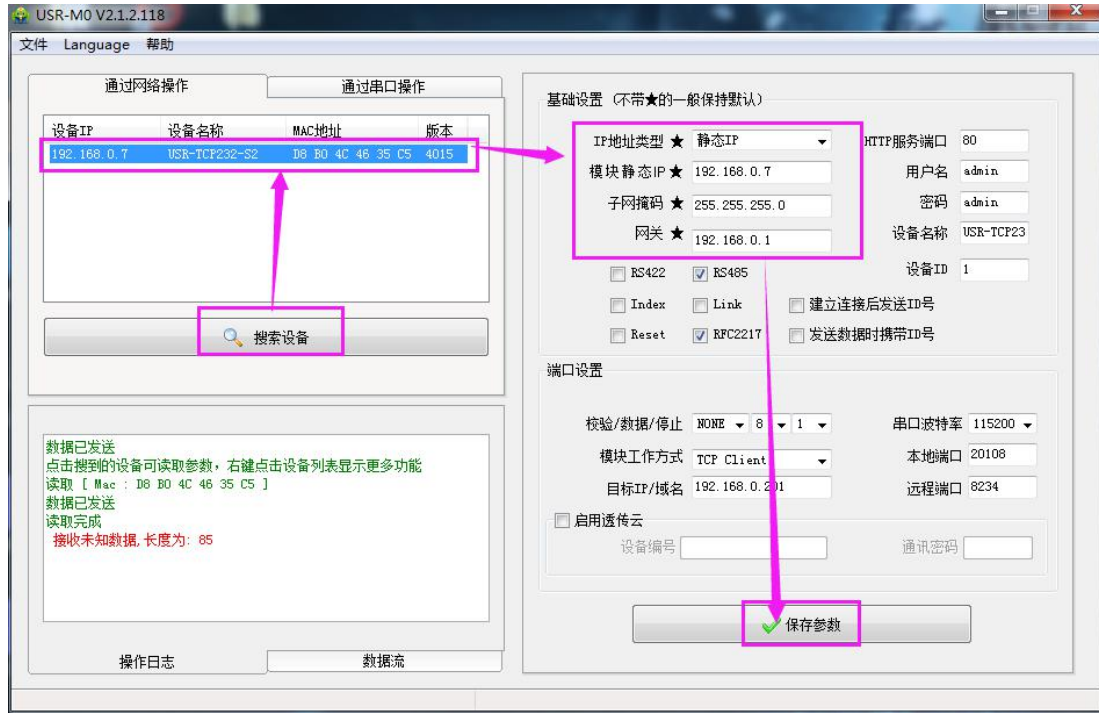 USR-M0 V2.1.2.118
文件 Language 帮助
通过网络操作 通过串口操作
设备IP 设备名称 MAC地址 版本
192.168.0.7 USR-TCP232-S2 D8 B0 4C 46 35 C5 4015
搜索设备
数据已发送
点击搜到的设备可读取参数，右键点击设备列表显示更多功能
读取 [ Mac : D8 B0 4C 46 35 C5 ]
数据已发送
读取完成
接收未知数据,长度为: 85
操作日志 数据流
基础设置（不带★的一般保持默认）
IP地址类型 ★ 静态IP HTTP服务端口 80
模块静态IP ★ 192.168.0.7 用户名 admin
子网掩码 ★ 255.255.255.0 密码 admin
网关 ★ 192.168.0.1 设备名称 USR-TCP23
RS422 RS485 设备ID 1
Index Link 建立连接后发送ID号
Reset RFC2217 发送数据时携带ID号
端口设置
校验/数据/停止 NONE 8 1 串口波特率 115200
模块工作方式 TCP Client 本地端口 20108
目标IP/域名 192.168.0.201 远程端口 8234
启用透传云
设备编号 通讯密码
保存参数